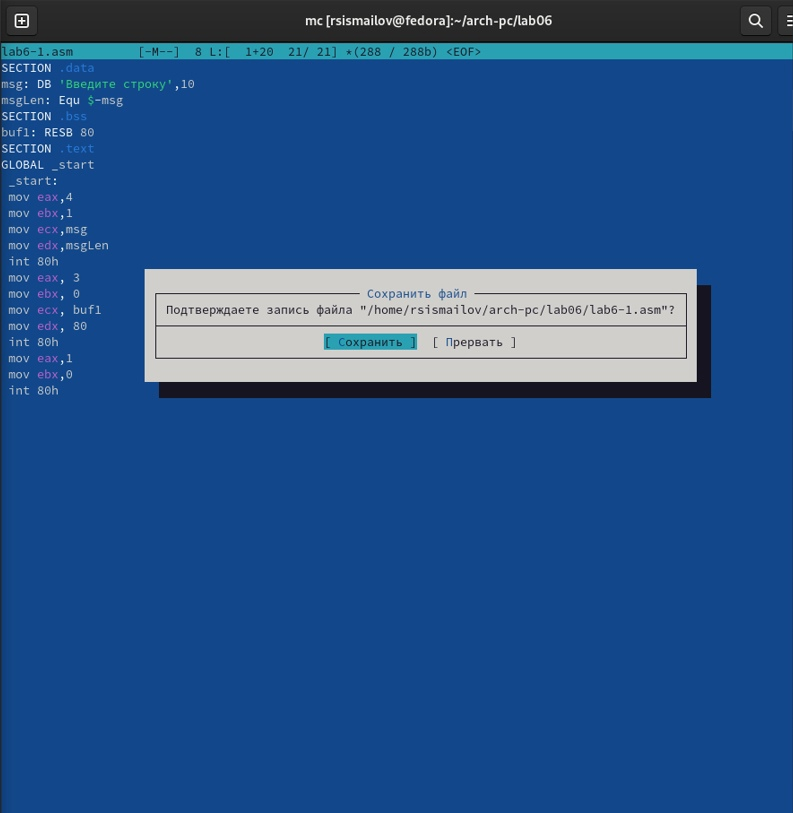 mc [rsismailov@fedora]:~/arch-pc/lab06
lab6-1.asm [-M--] 8 L:[ 1+20 21/ 21] *(288 / 288b) <EOF>
SECTION .data
msg: DB 'Введите строку',10
msgLen: Equ $-msg
SECTION .bss
buf1: RESB 80
SECTION .text
GLOBAL _start
_start:
mov eax,4
mov ebx,1
mov ecx,msg
mov edx,msgLen
int 80h
mov eax, 3
mov ebx, 0
mov ecx, buf1
mov edx, 80
int 80h
mov eax,1
mov ebx,0
int 80h
Сохранить файл
Подтверждаете запись файла "/home/rsismailov/arch-pc/lab06/lab6-1.asm"?
[ Сохранить ] [ Прервать ]